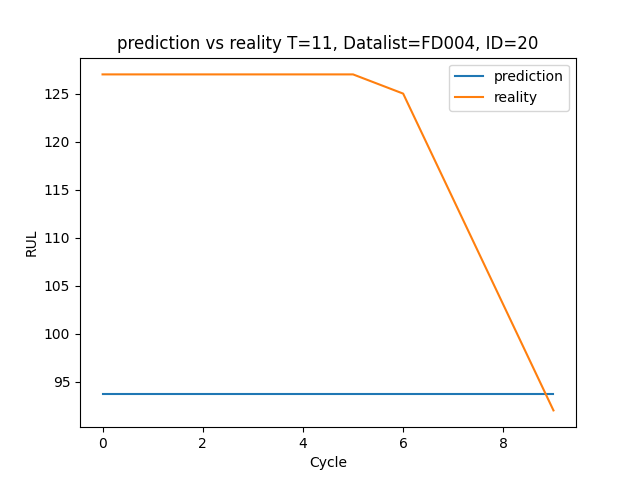 prediction vs reality T=11, Datalist=FD004, ID=20
prediction
reality
RUL
125
120
115
110
105
100
95
0 2 4 6 8
Cycle